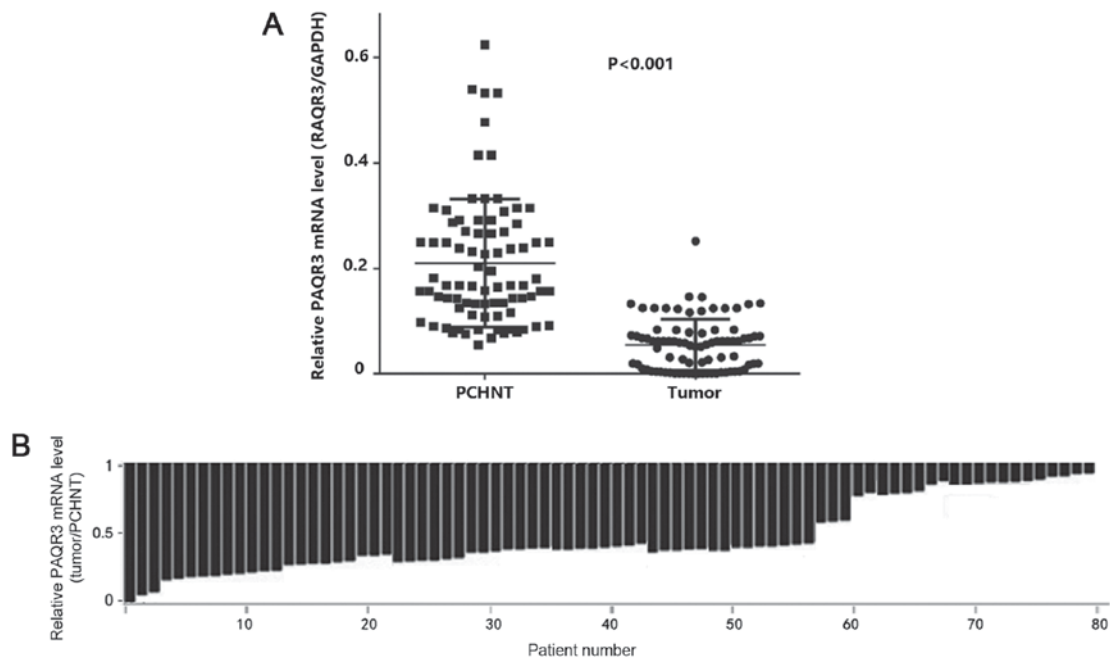 A
Relative PAQR3 mRNA level (RAQR3/GAPDH)
P<0.001
0.6
0.4
0.2
0
PCHNT
Tumor
B
Relative PAQR3 mRNA level
(tumor/PCHNT)
1
0.5
0
10
20
30
40
50
60
70
80
Patient number